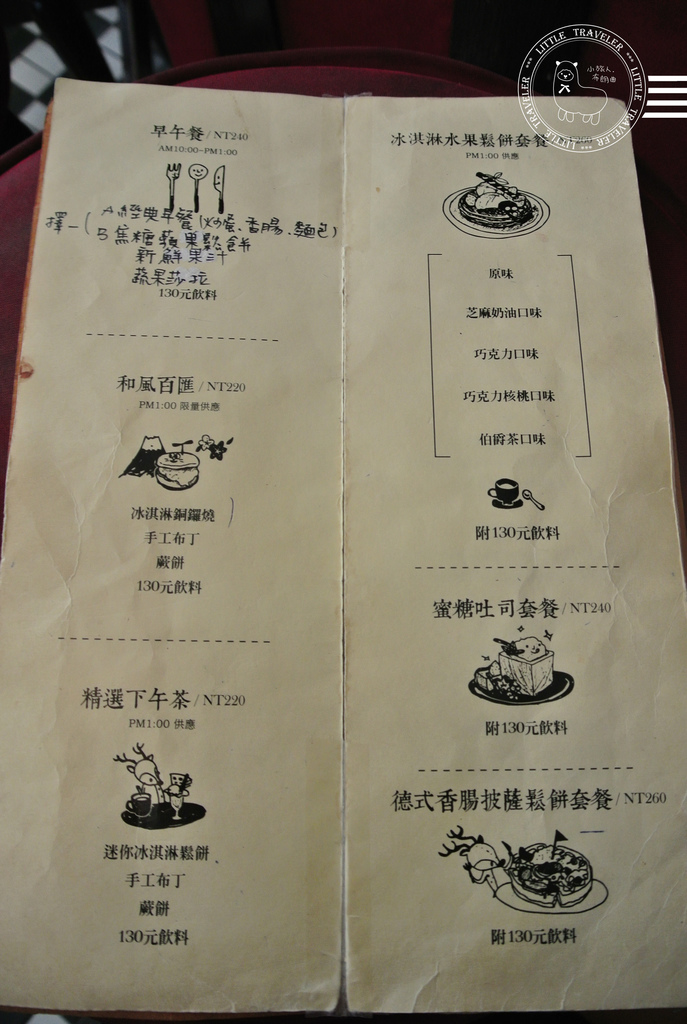 早午餐 / NT240
AM10:00~PM1:00
擇一(
A經典早餐(炒蛋、香腸、麵包)
B焦糖蘋果鬆餅
新鮮果汁
蔬果莎拉
130元飲料
和風百匯 / NT220
PM1:00 限量供應
冰淇淋銅鑼燒
手工布丁
蕨餅
130元飲料
精選下午茶 / NT220
PM1:00 供應
迷你冰淇淋鬆餅
手工布丁
蕨餅
130元飲料
冰淇淋水果鬆餅套餐 / NT260
PM1:00 供應
原味
芝麻奶油口味
巧克力口味
巧克力核桃口味
伯爵茶口味
附130元飲料
蜜糖吐司套餐 / NT240
附130元飲料
德式香腸披薩鬆餅套餐 / NT260
附130元飲料
LITTLE TRAVELER *** LITTLE TRAVELER ***
小旅人.
布朗曲